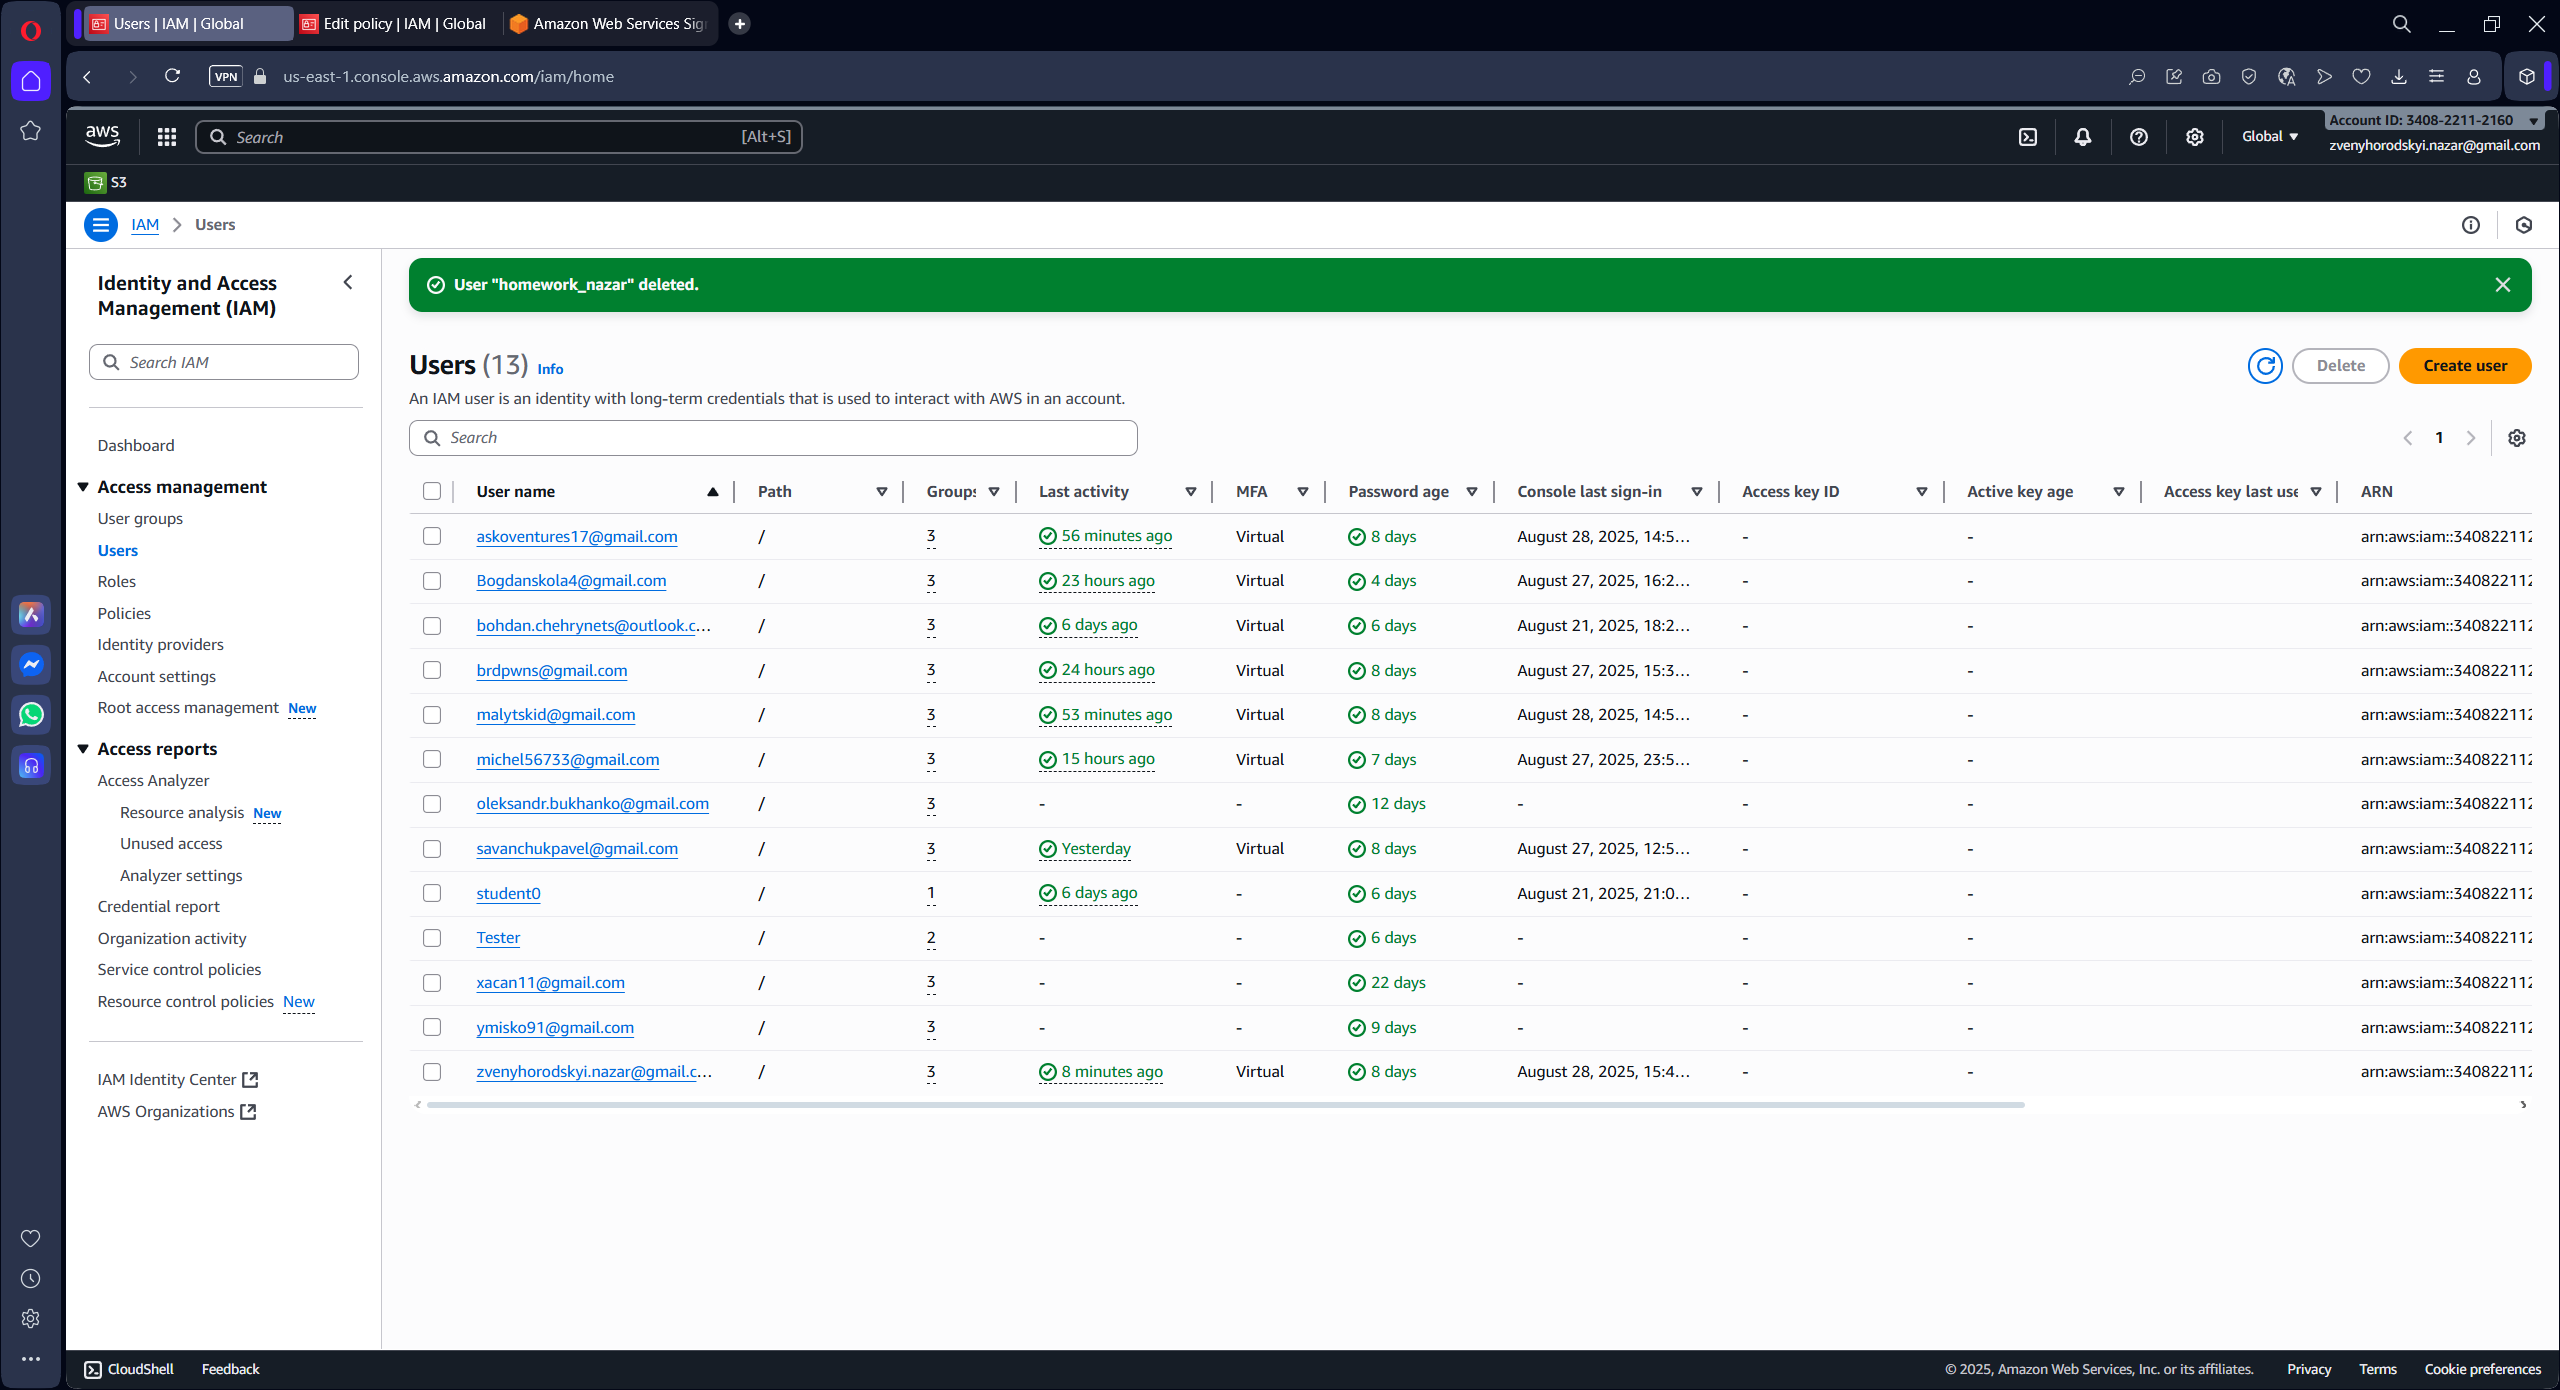 Users | IAM | Global
Edit policy | IAM | Global
Amazon Web Services Sig
VPN
us-east-1.console.aws.amazon.com/iam/home
aws
Search
[Alt+S]
Global
Account ID: 3408-2211-2160
zvenyhorodskyi.nazar@gmail.com
S3
IAM
Users
Identity and Access
Management (IAM)
Search IAM
Dashboard
Access management
User groups
Users
Roles
Policies
Identity providers
Account settings
Root access management New
Access reports
Access Analyzer
Resource analysis New
Unused access
Analyzer settings
Credential report
Organization activity
Service control policies
Resource control policies New
IAM Identity Center
AWS Organizations
User "homework_nazar" deleted.
Users (13) Info
Delete
Create user
An IAM user is an identity with long-term credentials that is used to interact with AWS in an account.
Search
1
User name Path Groups Last activity MFA Password age Console last sign-in Access key ID Active key age Access key last use ARN
askoventures17@gmail.com / 3 56 minutes ago Virtual 8 days August 28, 2025, 14:5... - - arn:aws:iam::340822112
Bogdanskola4@gmail.com / 3 23 hours ago Virtual 4 days August 27, 2025, 16:2... - - arn:aws:iam::340822112
bohdan.chehrynets@outlook.c... / 3 6 days ago Virtual 6 days August 21, 2025, 18:2... - - arn:aws:iam::340822112
brdpwns@gmail.com / 3 24 hours ago Virtual 8 days August 27, 2025, 15:3... - - arn:aws:iam::340822112
malytskid@gmail.com / 3 53 minutes ago Virtual 8 days August 28, 2025, 14:5... - - arn:aws:iam::340822112
michel56733@gmail.com / 3 15 hours ago Virtual 7 days August 27, 2025, 23:5... - - arn:aws:iam::340822112
oleksandr.bukhanko@gmail.com / 3 - - 12 days - - - arn:aws:iam::340822112
savanchukpavel@gmail.com / 3 Yesterday Virtual 8 days August 27, 2025, 12:5... - - arn:aws:iam::340822112
student0 / 1 6 days ago - 6 days August 21, 2025, 21:0... - - arn:aws:iam::340822112
Tester / 2 - - 6 days - - - arn:aws:iam::340822112
xacan11@gmail.com / 3 - - 22 days - - - arn:aws:iam::340822112
ymisko91@gmail.com / 3 - - 9 days - - - arn:aws:iam::340822112
zvenyhorodskyi.nazar@gmail.c... / 3 8 minutes ago Virtual 8 days August 28, 2025, 15:4... - - arn:aws:iam::340822112
CloudShell
Feedback
© 2025, Amazon Web Services, Inc. or its affiliates.
Privacy
Terms
Cookie preferences